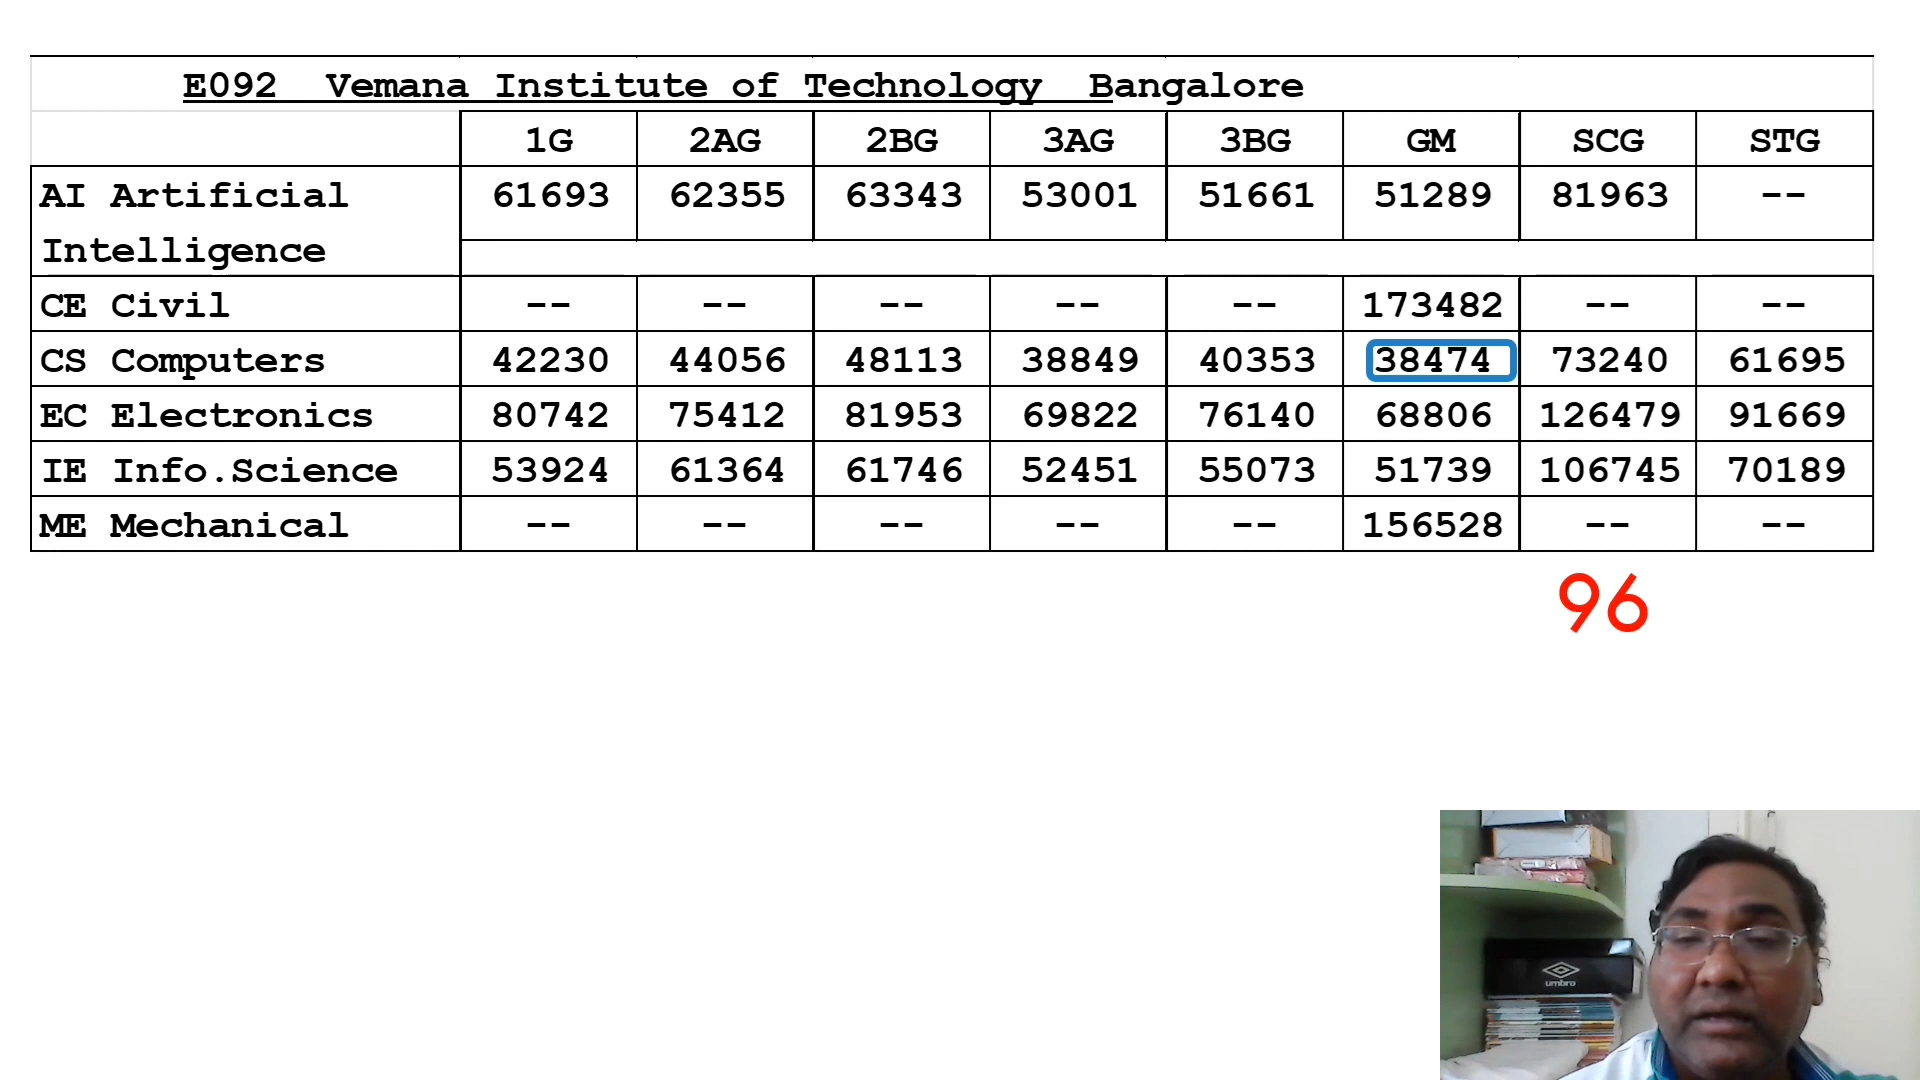 E092 Vemana Institute of Technology Bangalore
1G 2AG 2BG 3AG 3BG GM SCG STG
AI Artificial 61693 62355 63343 53001 51661 51289 81963 --
Intelligence
CE Civil -- -- -- -- -- 173482 -- --
CS Computers 42230 44056 48113 38849 40353 38474 73240 61695
EC Electronics 80742 75412 81953 69822 76140 68806 126479 91669
IE Info.Science 53924 61364 61746 52451 55073 51739 106745 70189
ME Mechanical -- -- -- -- -- 156528 -- --
96
umbro